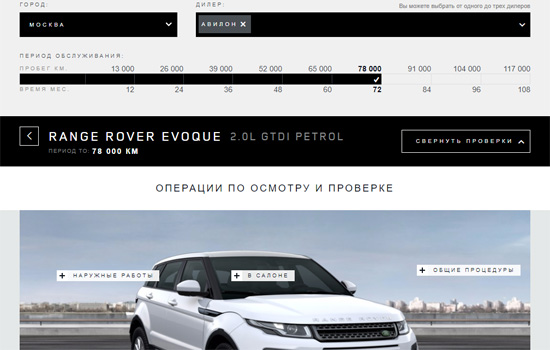 ГОРОД:
ДИЛЕР:
Вы можете выбрать от одного до трех дилеров
МОСКВА
АВИЛОН
ПЕРИОД ОБСЛУЖИВАНИЯ:
ПРОБЕГ КМ. 13 000 26 000 39 000 52 000 65 000 78 000 91 000 104 000 117 000
ВРЕМЯ МЕС. 12 24 36 48 60 72 84 96 108
RANGE ROVER EVOQUE 2.0L GTDI PETROL
ПЕРИОД ТО: 78 000 КМ
СВЕРНУТЬ ПРОВЕРКИ
ОПЕРАЦИИ ПО ОСМОТРУ И ПРОВЕРКЕ
НАРУЖНЫЕ РАБОТЫ
В САЛОНЕ
ОБЩИЕ ПРОЦЕДУРЫ
RANGE ROVER